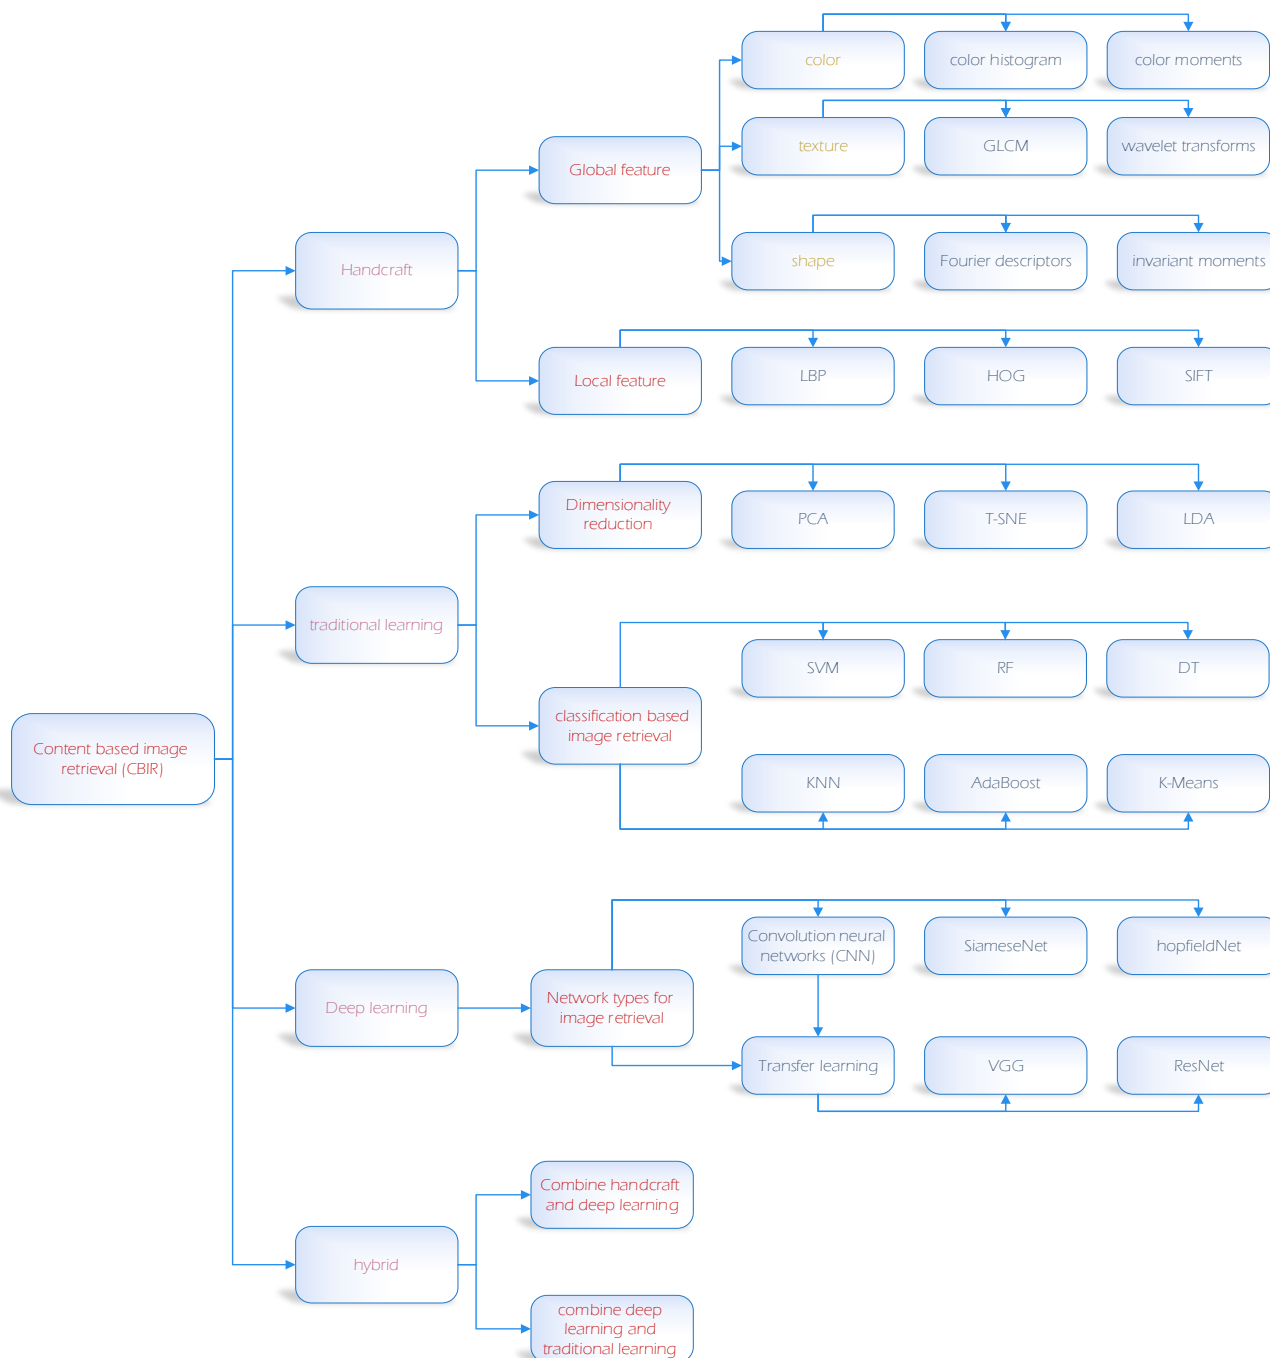 color
color histogram
color moments
texture
GLCM
wavelet transforms
Global feature
shape
Fourier descriptors
invariant moments
Handcraft
Local feature
LBP
HOG
SIFT
Dimensionality
reduction
PCA
T-SNE
LDA
traditional learning
classification based
image retrieval
SVM
RF
DT
KNN
AdaBoost
K-Means
Content based image
retrieval (CBIR)
Convolution neural
networks (CNN)
SiameseNet
hopfieldNet
Deep learning
Network types for
image retrieval
Transfer learning
VGG
ResNet
Combine handcraft
and deep learning
hybrid
combine deep
learning and
traditional learning